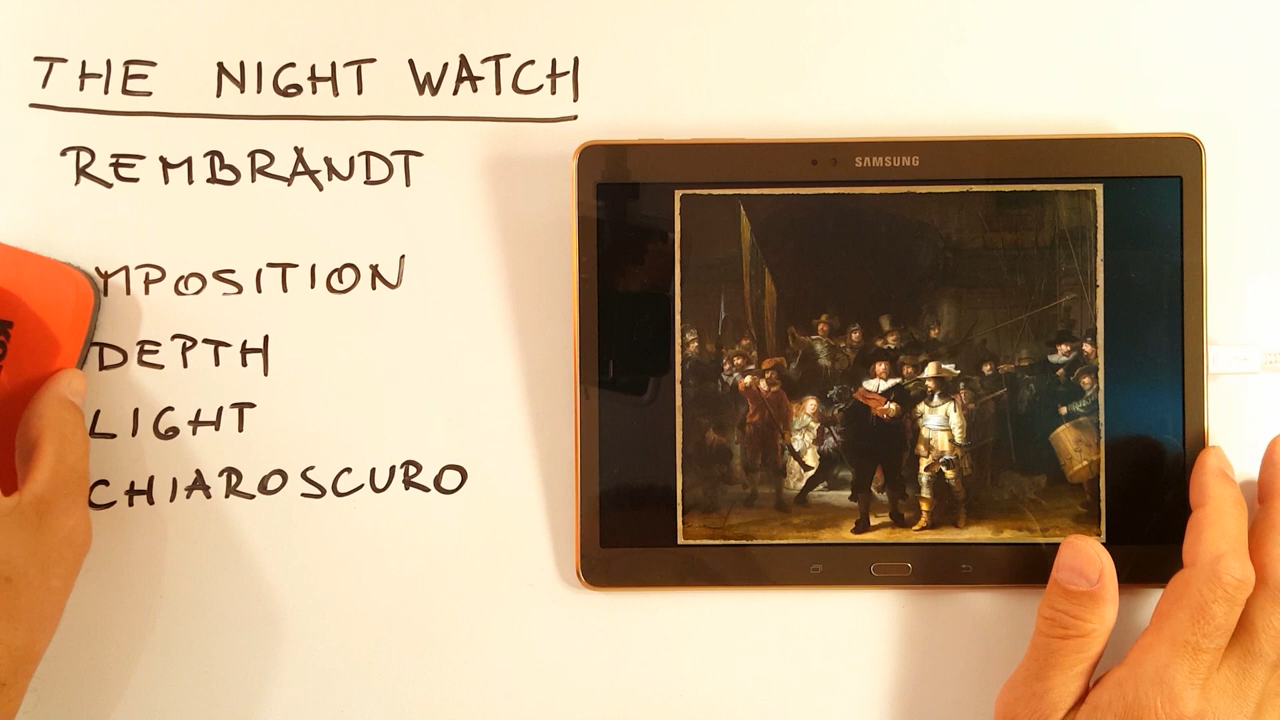 THE NIGHT WATCH
REMBRANDT
MPOSITION
DEPTH
LIGHT
CHIAROSCURO
SAMSUNG